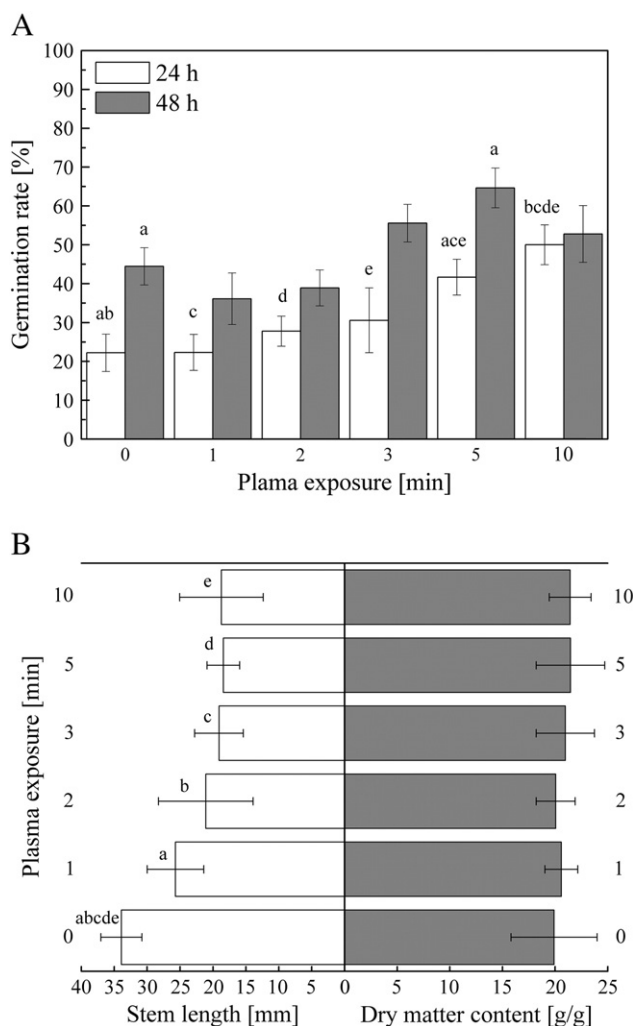 A
100
90
80
70
60
50
40
30
20
10
0
Germination rate [%]
24 h
48 h
ab
a
c
d
e
ace
a
bcde
0 1 2 3 5 10
Plama exposure [min]
B
Plasma exposure [min]
10 e 10
5 d 5
3 c 3
2 b 2
1 a 1
0 abcde 0
40 35 30 25 20 15 10 5 0 5 10 15 20 25
Stem length [mm] Dry matter content [g/g]